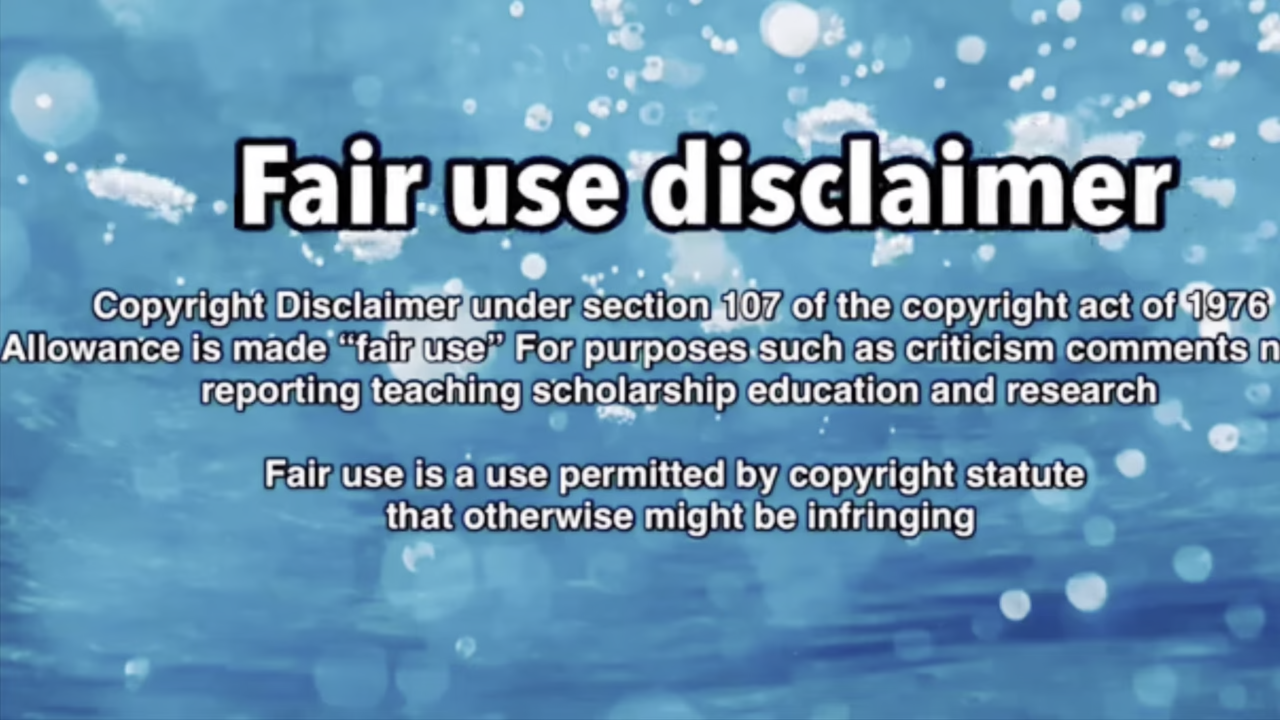 Fair use disclaimer
Copyright Disclaimer under section 107 of the copyright act of 1976
Allowance is made “fair use” For purposes such as criticism comments
reporting teaching scholarship education and research
Fair use is a use permitted by copyright statute
that otherwise might be infringing